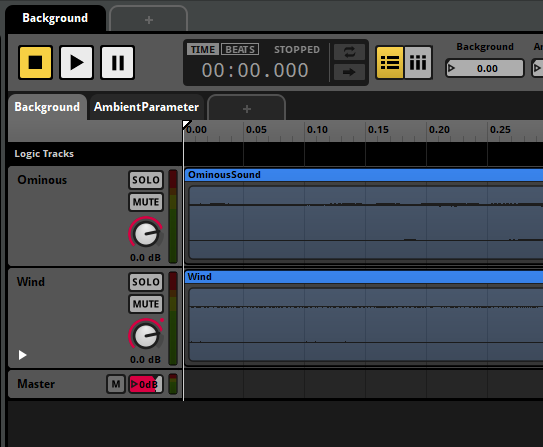 Background
+
TIME BEATS STOPPED
00:00.000
Background
0.00
Background AmbientParameter +
0.00 0.05 0.10 0.15 0.20 0.25
Logic Tracks
Ominous SOLO
MUTE
0.0 dB
OminousSound
Wind SOLO
MUTE
0.0 dB
Wind
Master M 0dB